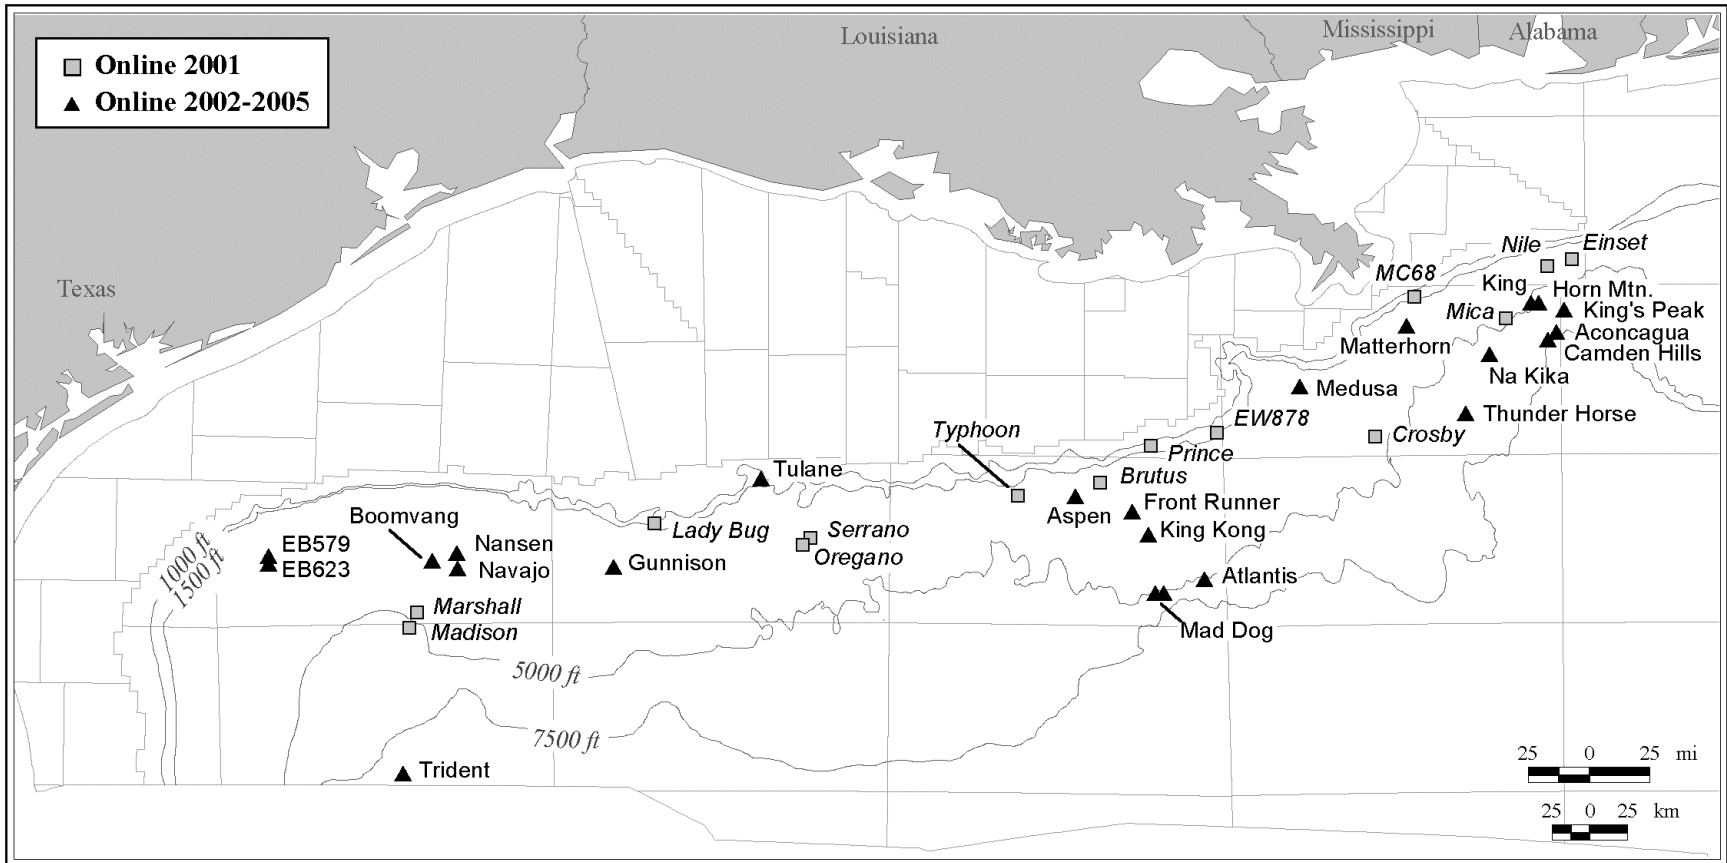 Online 2001
Online 2002-2005
Louisiana
Mississippi
Alabama
Texas
Nile
Einset
MC68
King
Horn Mtn.
Mica
King's Peak
Aconcagua
Matterhorn
Camden Hills
Na Kika
Medusa
Thunder Horse
EW878
Crosby
Typhoon
Prince
Tulane
Brutus
Aspen
Front Runner
King Kong
Boomvang
Lady Bug
Serrano
Oregano
EB579
EB623
Nansen
Navajo
Gunnison
1000 ft
1500 ft
Atlantis
Marshall
Madison
Mad Dog
5000 ft
7500 ft
Trident
25 0 25 mi
25 0 25 km